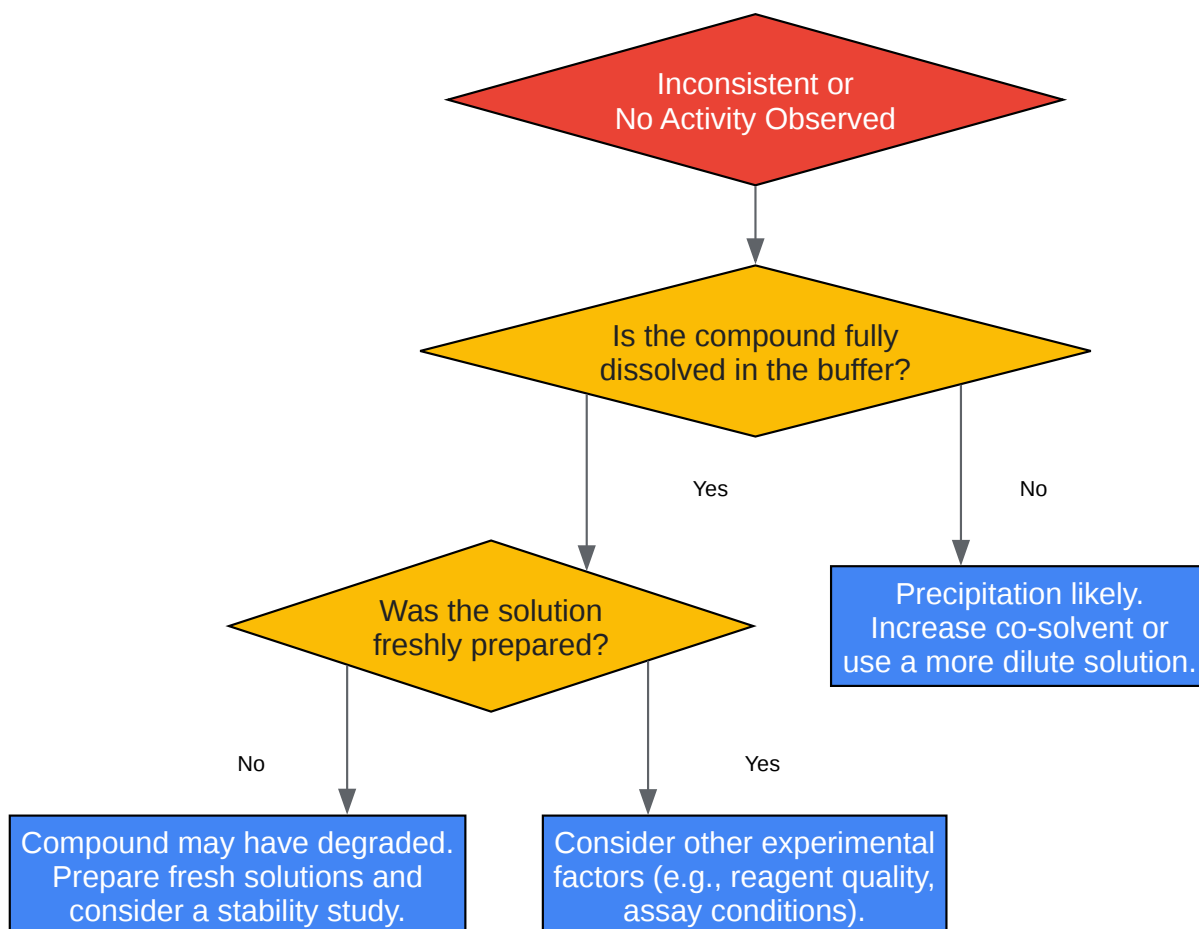 Inconsistent or
No Activity Observed
Is the compound fully
dissolved in the buffer?
Yes
No
Was the solution
freshly prepared?
Precipitation likely.
Increase co-solvent or
use a more dilute solution.
No
Yes
Compound may have degraded.
Prepare fresh solutions and
consider a stability study.
Consider other experimental
factors (e.g., reagent quality,
assay conditions).